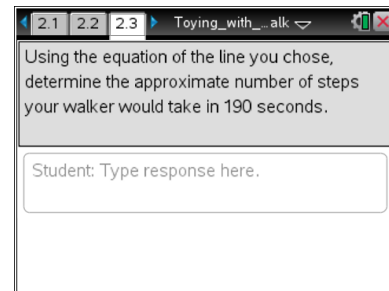 2.1 2.2 2.3 Toying_with_...alk
Using the equation of the line you chose,
determine the approximate number of steps
your walker would take in 190 seconds.
Student: Type response here.